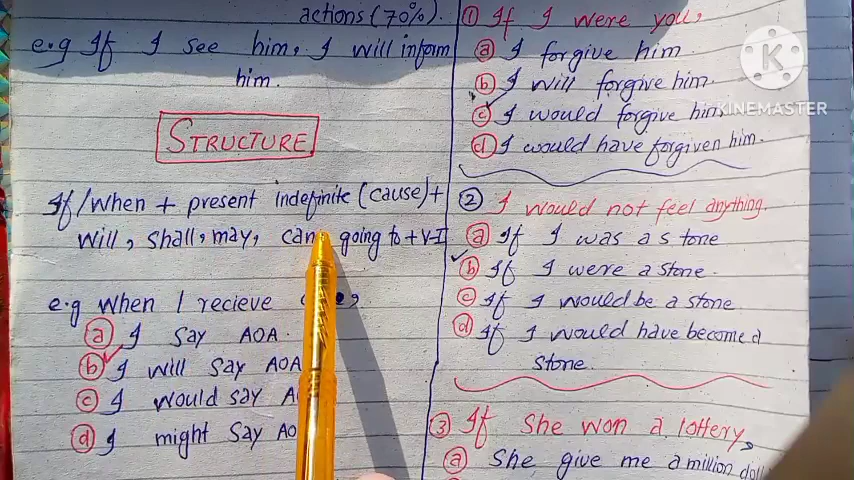 actions (70%).
e.g If I see him, I will inform
him.
STRUCTURE
If/When + present indefinite (cause) +
will, shall, may, can, going to + V-I
e.g When I recieve
a I say AOA.
b I will say AOA
c I would say A
d I might say AO
1 If I were you,
a I forgive him.
b I will forgive him.
c I would forgive him.
d I would have forgiven him.
2 I would not feel anything.
a If I was a stone
b If I were a stone.
c If I would be a stone
d If I would have become a
stone.
3 If She won a lottery,
a She give me a million
K
KINEMASTER